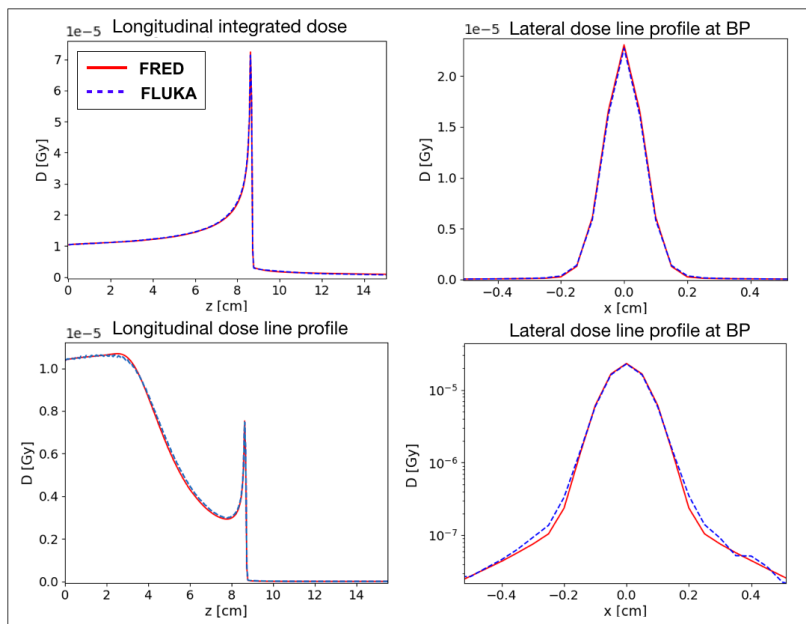 Longitudinal integrated dose
1e−5
D [Gy]
7
6
5
4
3
2
1
0
FRED
FLUKA
0 2 4 6 8 10 12 14
z [cm]
Lateral dose line profile at BP
1e−5
D [Gy]
2.0
1.5
1.0
0.5
0.0
−0.4 −0.2 0.0 0.2 0.4
x [cm]
Longitudinal dose line profile
1e−5
D [Gy]
1.0
0.8
0.6
0.4
0.2
0.0
0 2 4 6 8 10 12 14
z [cm]
Lateral dose line profile at BP
D [Gy]
10⁻⁵
10⁻⁶
10⁻⁷
−0.4 −0.2 0.0 0.2 0.4
x [cm]